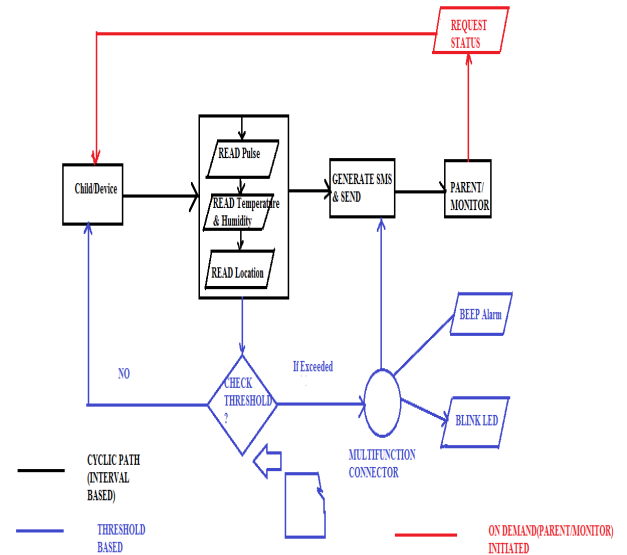 REQUEST
STATUS
READ Pulse
Child/Device
READ Temperature
& Humidity
READ Location
GENERATE SMS
& SEND
PARENT/
MONITOR
BEEP Alarm
NO
If Exceeded
CHECK
THRESHOLD
?
BLINK LED
MULTIFUNCTION
CONNECTOR
CYCLIC PATH
(INTERVAL
BASED)
THRESHOLD
BASED
ON DEMAND(PARENT/MONITOR)
INITIATED